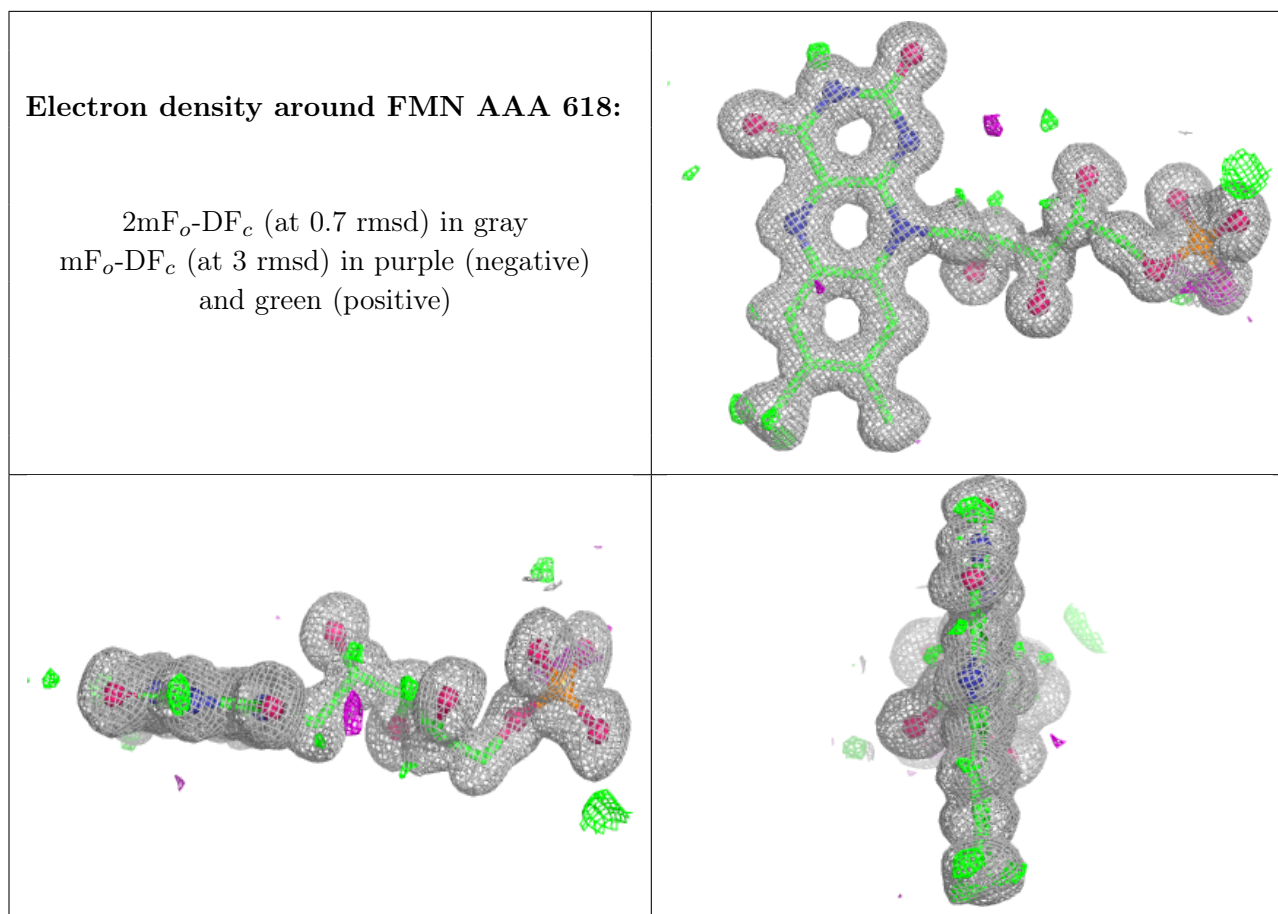 Electron density around FMN AAA 618:
2mFo-DFc (at 0.7 rmsd) in gray
mFo-DFc (at 3 rmsd) in purple (negative)
and green (positive)